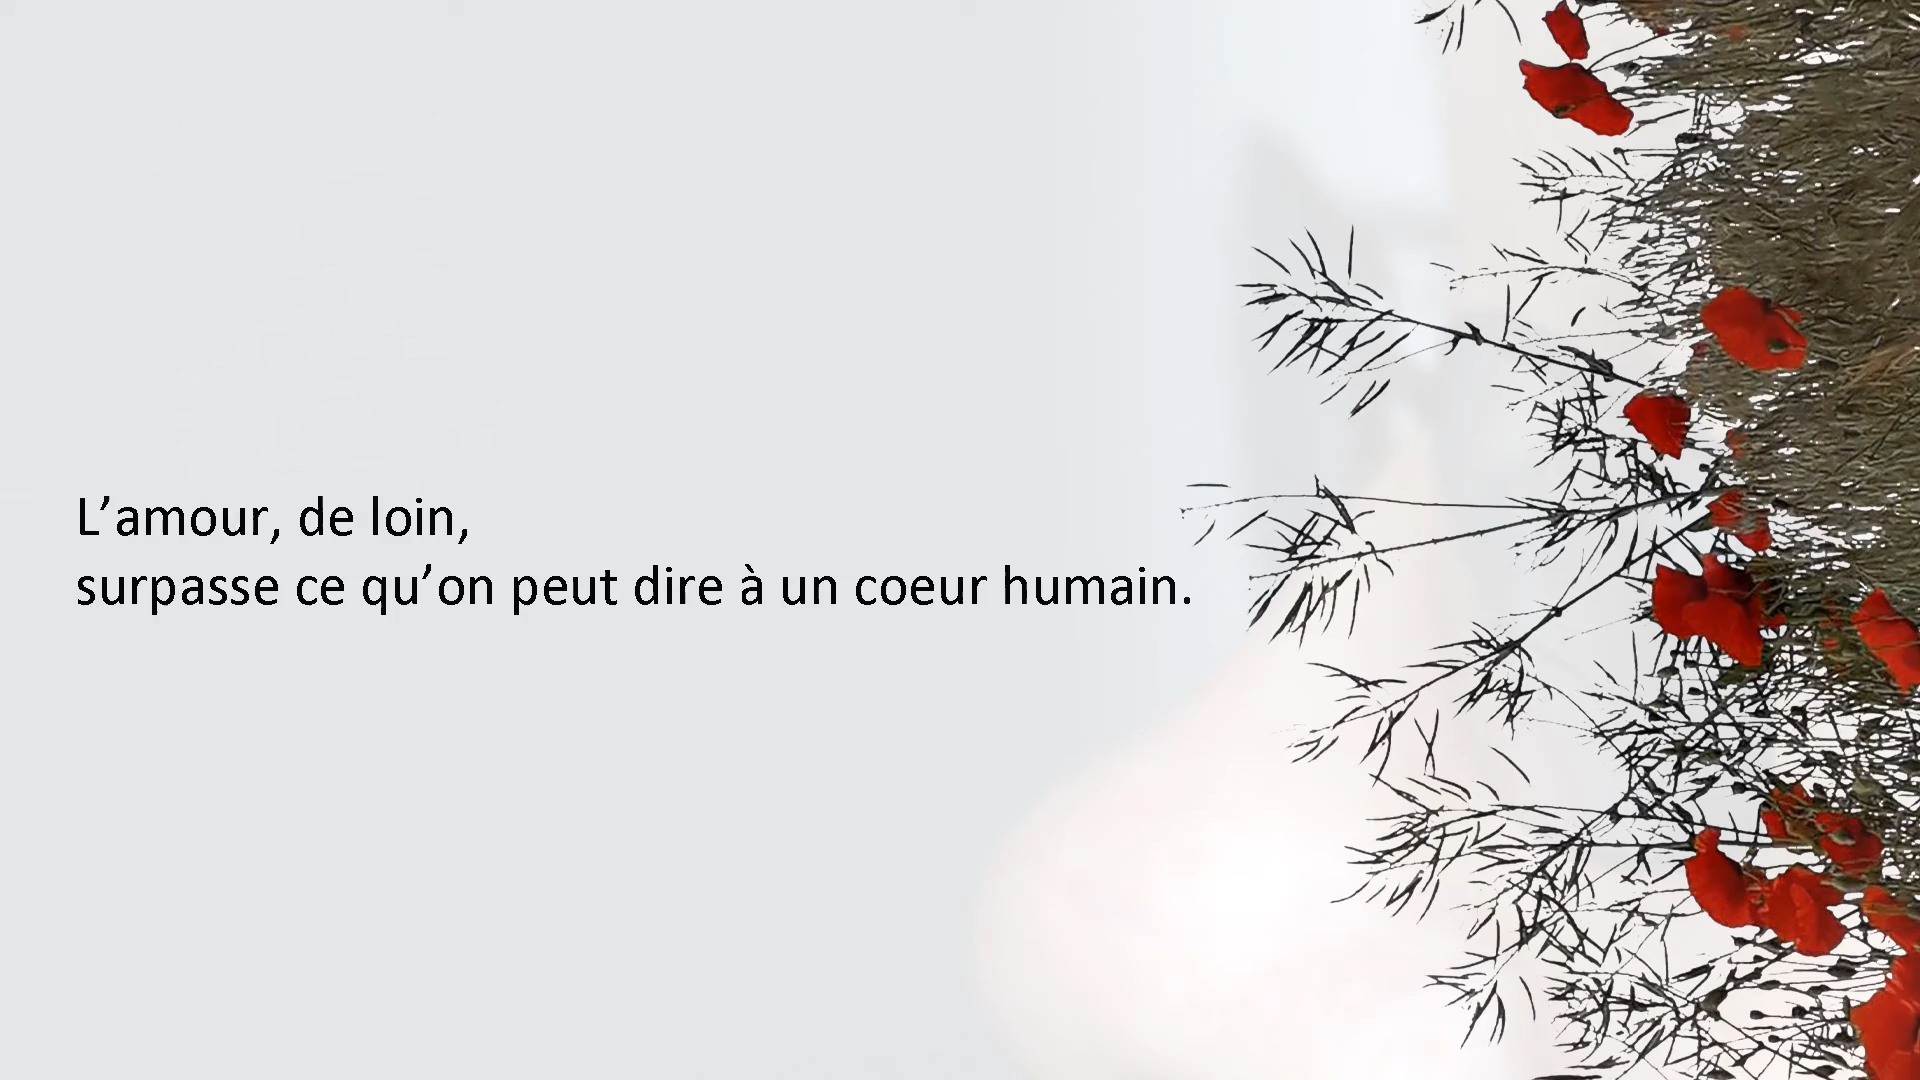 L’amour, de loin,
surpasse ce qu’on peut dire à un coeur humain.